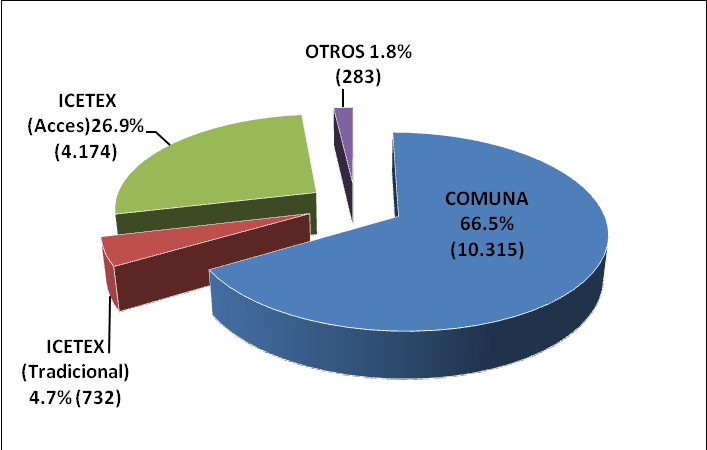 OTROS 1.8%
(283)
ICETEX
(Acces)26.9%
(4.174)
COMUNA
66.5%
(10.315)
ICETEX
(Tradicional)
4.7% (732)